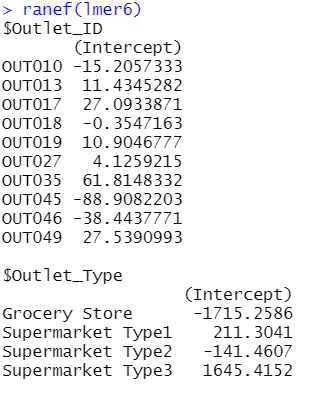 > ranef(lmer6)
$Outlet_ID
(Intercept)
OUT010 -15.2057333
OUT013 11.4345282
OUT017 27.0933871
OUT018 -0.3547163
OUT019 10.9046777
OUT027 4.1259215
OUT035 61.8148332
OUT045 -88.9082203
OUT046 -38.4437771
OUT049 27.5390993
$Outlet_Type
(Intercept)
Grocery Store -1715.2586
Supermarket Type1 211.3041
Supermarket Type2 -141.4607
Supermarket Type3 1645.4152